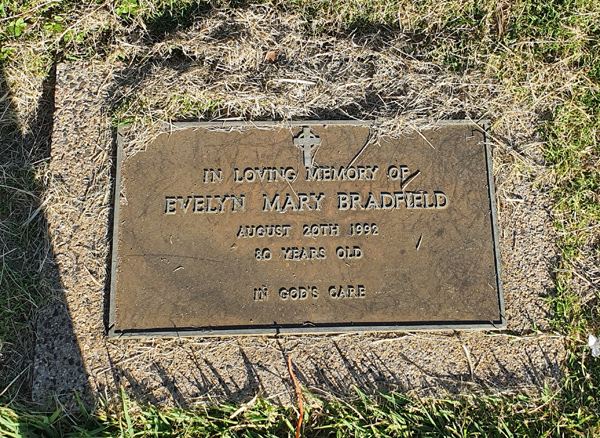 IN LOVING MEMORY OF
EVELYN MARY BRADFIELD
AUGUST 20TH 1992
80 YEARS OLD
IN GOD'S CARE